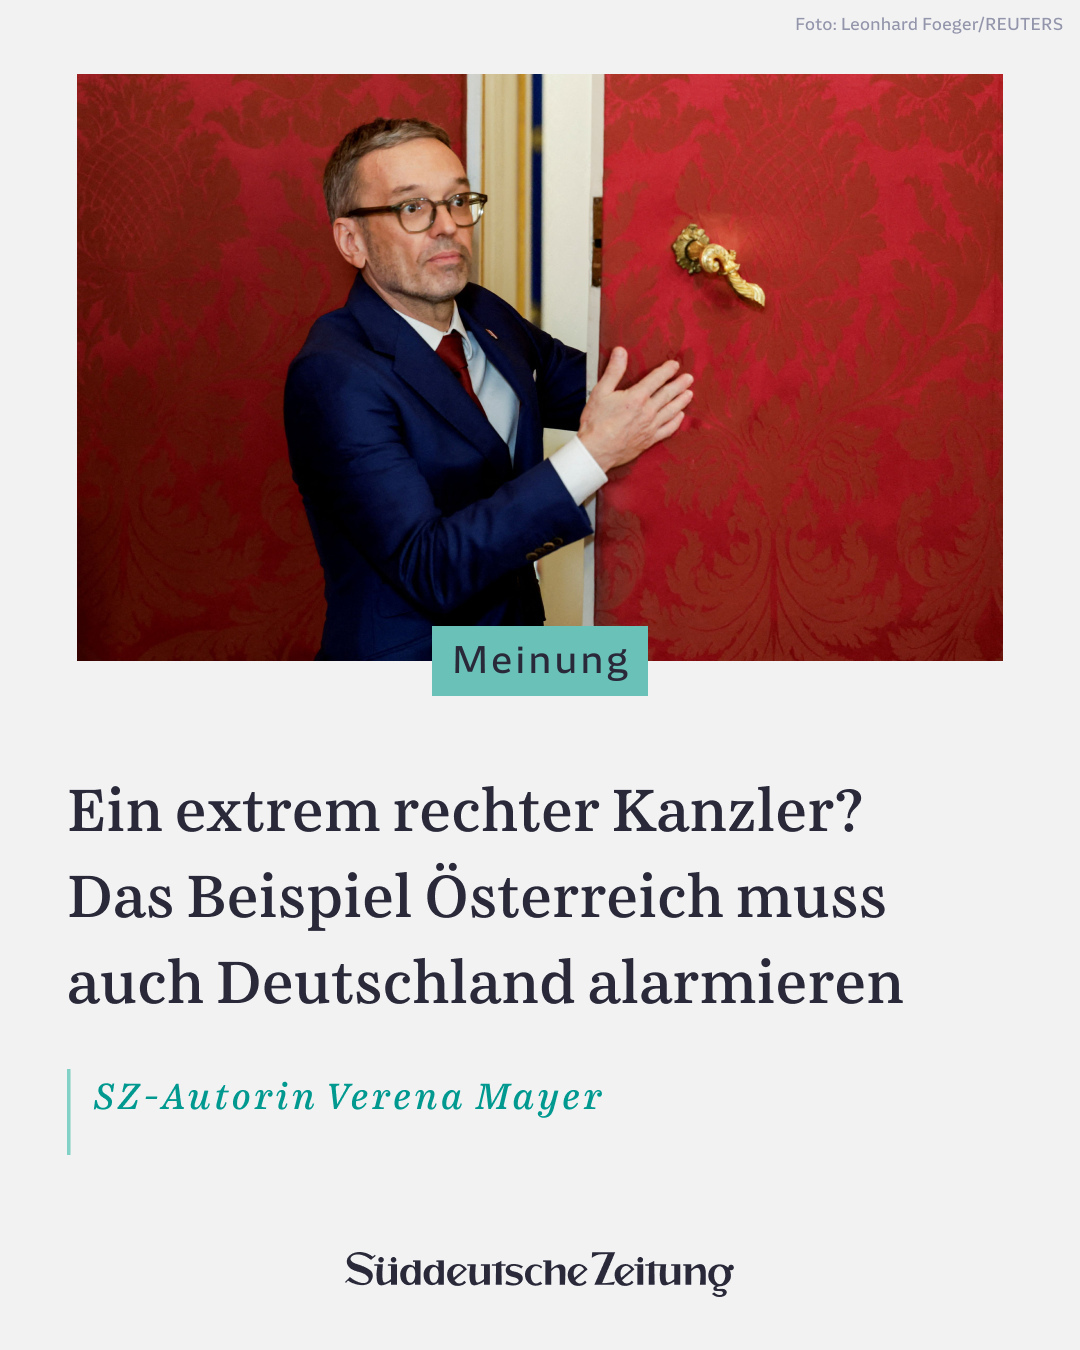 Foto: Leonhard Foeger/REUTERS
Meinung
Ein extrem rechter Kanzler?
Das Beispiel Österreich muss
auch Deutschland alarmieren
SZ-Autorin Verena Mayer
Süddeutsche Zeitung